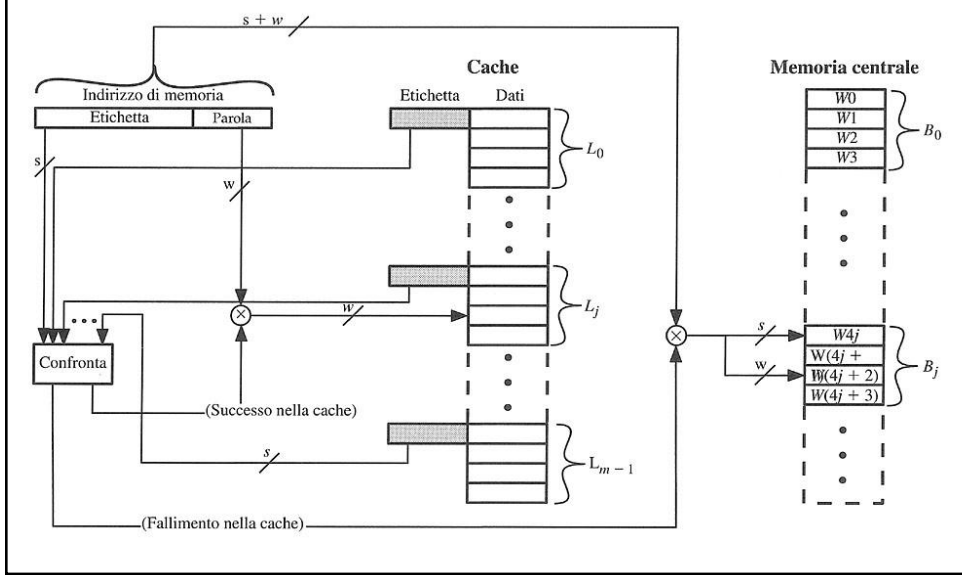 s + w
Cache
Memoria centrale
Indirizzo di memoria
Etichetta Dati
Etichetta Parola
W0
W1
W2
W3
B0
L0
s
w
Lj
w
s
W4j
W(4j +
W(4j + 2)
W(4j + 3)
Bj
w
Confronta
(Successo nella cache)
s
Lm – 1
(Fallimento nella cache)